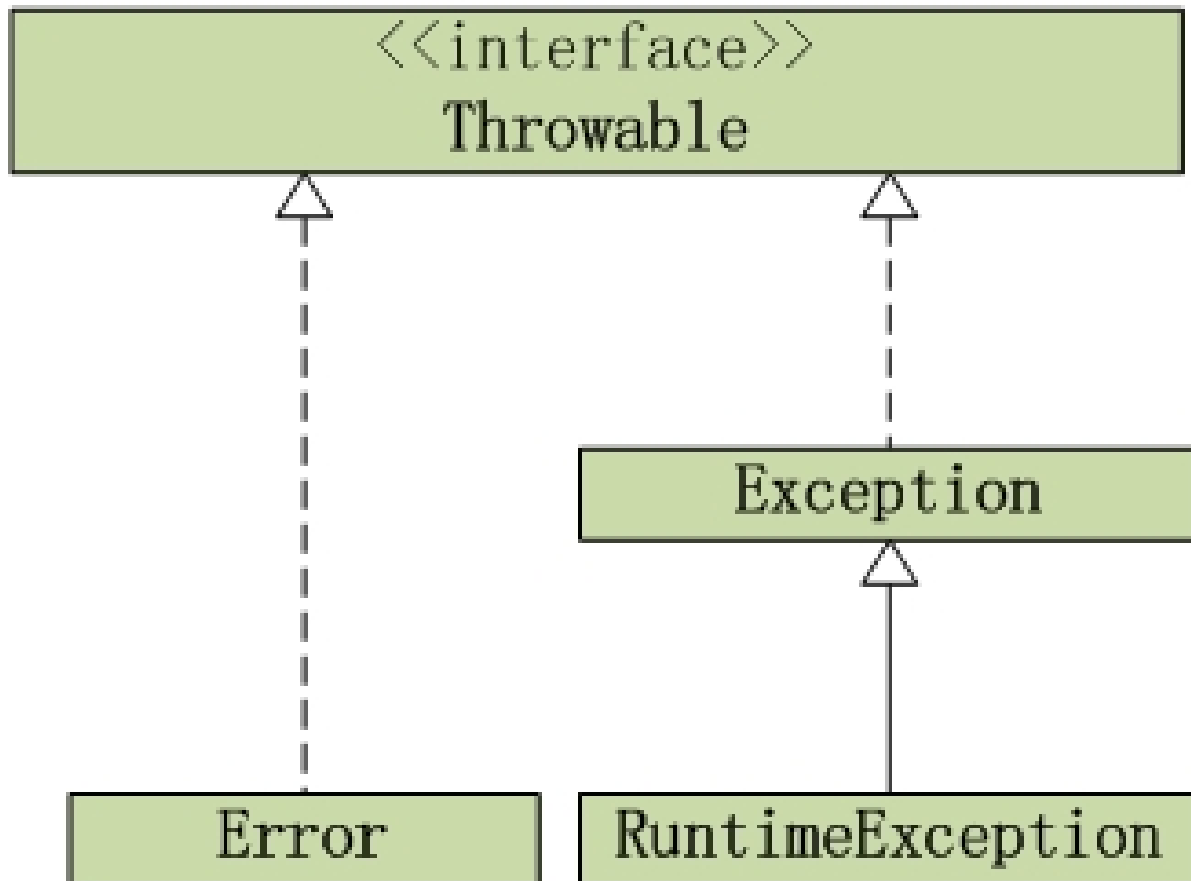 <<interface>>
Throwable
Exception
Error
RuntimeException